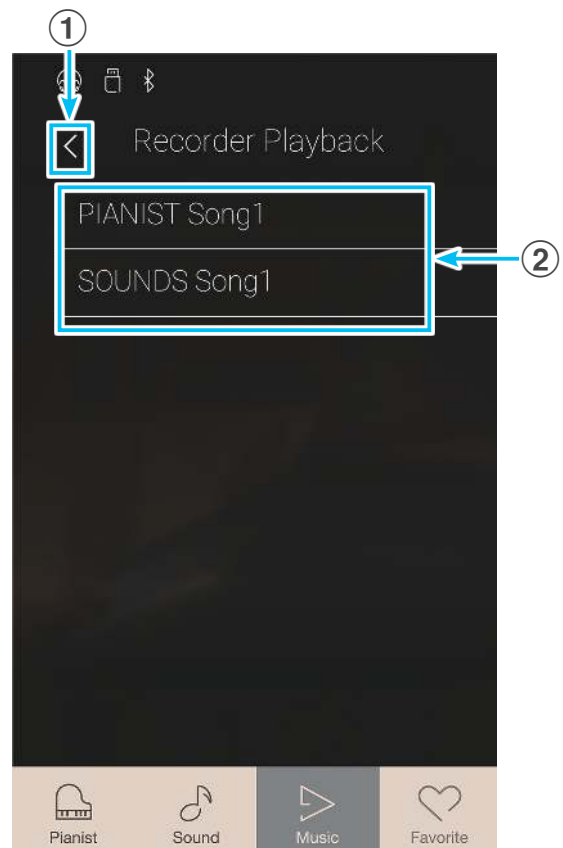 1
Recorder Playback
PIANIST Song1
2
SOUNDS Song1
Pianist Sound Music Favorite